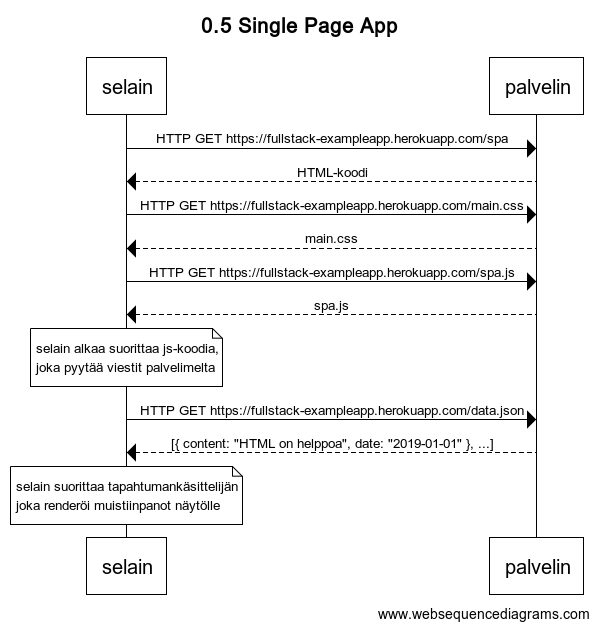 0.5 Single Page App
selain
palvelin
HTTP GET https://fullstack-exampleapp.herokuapp.com/spa
HTML-koodi
HTTP GET https://fullstack-exampleapp.herokuapp.com/main.css
main.css
HTTP GET https://fullstack-exampleapp.herokuapp.com/spa.js
spa.js
selain alkaa suorittaa js-koodia,
joka pyytää viestit palvelimelta
HTTP GET https://fullstack-exampleapp.herokuapp.com/data.json
[{ content: "HTML on helppoa", date: "2019-01-01" }, ...]
selain suorittaa tapahtumankäsittelijän
joka renderöi muistiinpanot näytölle
selain
palvelin
www.websequencediagrams.com